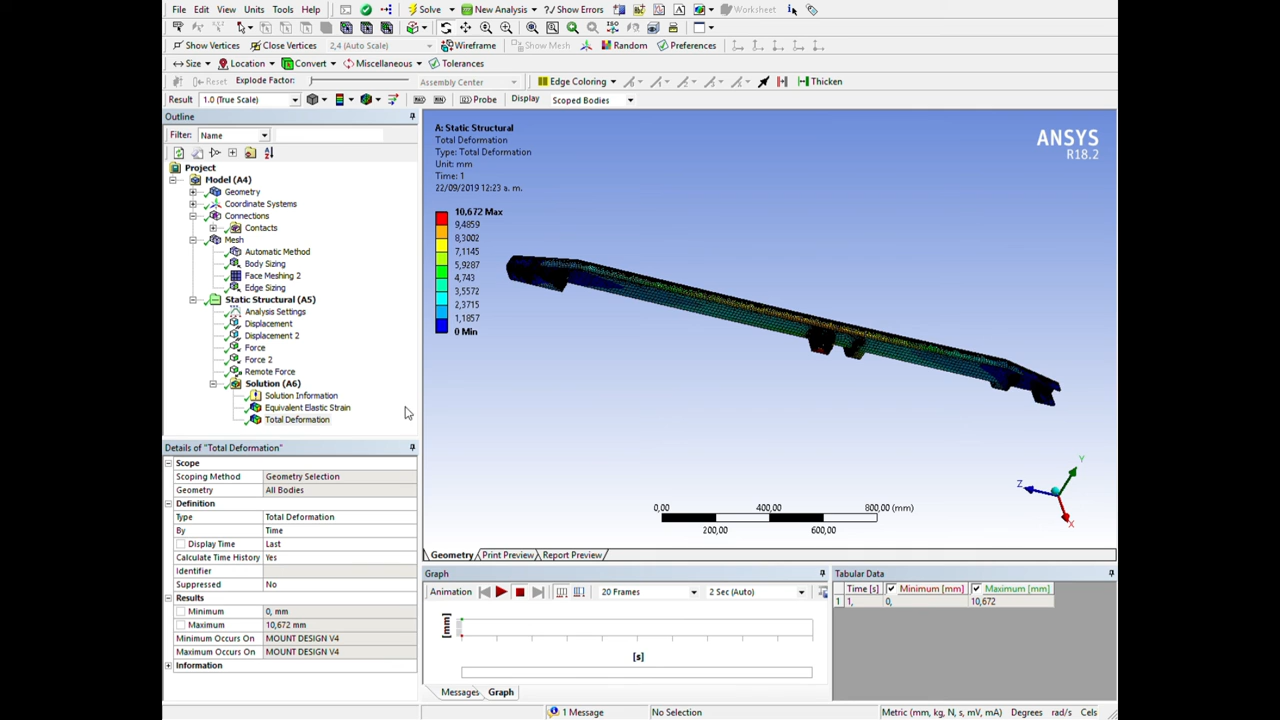 File Edit View Units Tools Help Solve New Analysis Show Errors Worksheet
Show Vertices Close Vertices 2,4 (Auto Scale) Wireframe Show Mesh Random Preferences
Size Location Convert Miscellaneous Tolerances
Reset Explode Factor: Assembly Center Edge Coloring Thicken
Result 1.0 (True Scale) Probe Display Scoped Bodies
Outline
Filter: Name
Project
Model (A4)
Geometry
Coordinate Systems
Connections
Contacts
Mesh
Automatic Method
Body Sizing
Face Meshing 2
Edge Sizing
Static Structural (A5)
Analysis Settings
Displacement
Displacement 2
Force
Force 2
Remote Force
Solution (A6)
Solution Information
Equivalent Elastic Strain
Total Deformation
Details of "Total Deformation"
Scope
Scoping Method Geometry Selection
Geometry All Bodies
Definition
Type Total Deformation
By Time
Display Time Last
Calculate Time History Yes
Identifier
Suppressed No
Results
Minimum 0, mm
Maximum 10,672 mm
Minimum Occurs On MOUNT DESIGN V4
Maximum Occurs On MOUNT DESIGN V4
Information
A: Static Structural
Total Deformation
Type: Total Deformation
Unit: mm
Time: 1
22/09/2019 12:23 a. m.
10,672 Max
9,4859
8,3002
7,1145
5,9287
4,743
3,5572
2,3715
1,1857
0 Min
ANSYS
R18.2
Y
Z
X
0,00 400,00 800,00 (mm)
200,00 600,00
Geometry Print Preview Report Preview
Graph
Animation 20 Frames 2 Sec (Auto)
[mm]
[s]
Messages Graph
Tabular Data
Time [s] Minimum [mm] Maximum [mm]
1 1, 0, 10,672
1 Message No Selection Metric (mm, kg, N, s, mV, mA) Degrees rad/s Cels